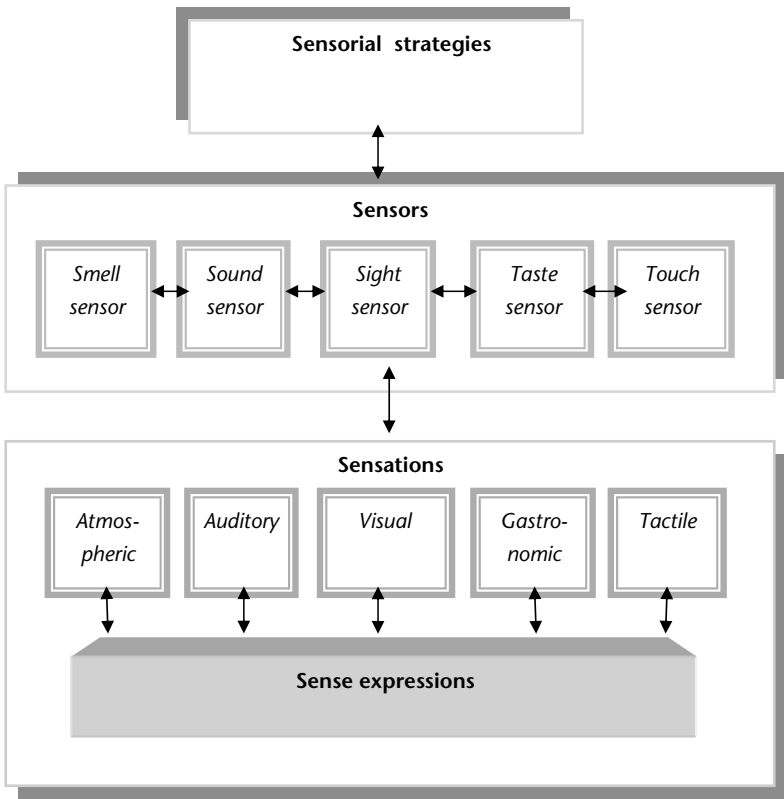 Sensorial strategies
Sensors
Smell
sensor
Sound
sensor
Sight
sensor
Taste
sensor
Touch
sensor
Sensations
Atmos-
pheric
Auditory
Visual
Gastro-
nomic
Tactile
Sense expressions